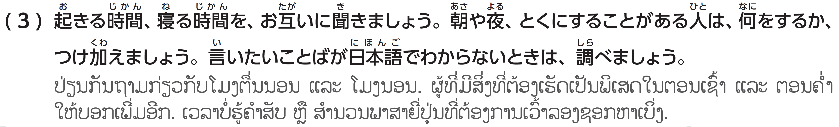 (3) 起きる時間、寝る時間を、お互いに聞きましょう。朝や夜、とくにすることがある人は、何をするか、
つけ加えましょう。言いたいことばが日本語でわからないときは、調べましょう。
ປ່ຽນກັນຖາມກ່ຽວກັບໂມງຕື່ນນອນ ແລະ ໂມງນອນ. ຜູ້ທີ່ມີສິ່ງທີ່ຕ້ອງເຮັດເປັນພິເສດໃນຕອນເຊົ້າ ແລະ ຕອນຄ່ຳ
ໃຫ້ບອກເພີ່ມອີກ. ເວລາບໍ່ຮູ້ຄຳສັບ ຫຼື ສຳນວນພາສາຍີ່ປຸ່ນທີ່ຕ້ອງການເວົ້າລອງຊອກຫາເບິ່ງ.